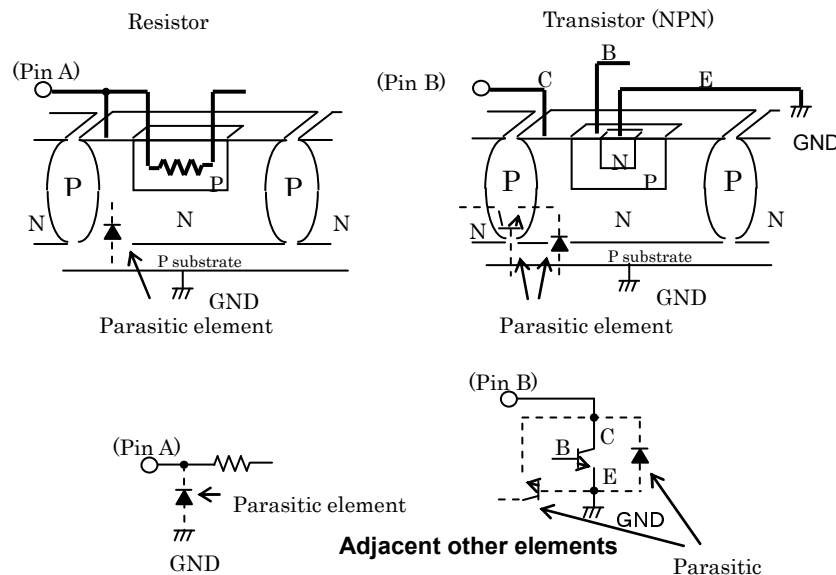 Resistor
Transistor (NPN)
(Pin A)
(Pin B)
C
B
E
GND
P
P
P
N
N
N
P substrate
GND
Parasitic element
P
N
P
P
N
N
N
P substrate
GND
Parasitic element
(Pin A)
Parasitic element
GND
(Pin B)
C
B
E
GND
Adjacent other elements
Parasitic